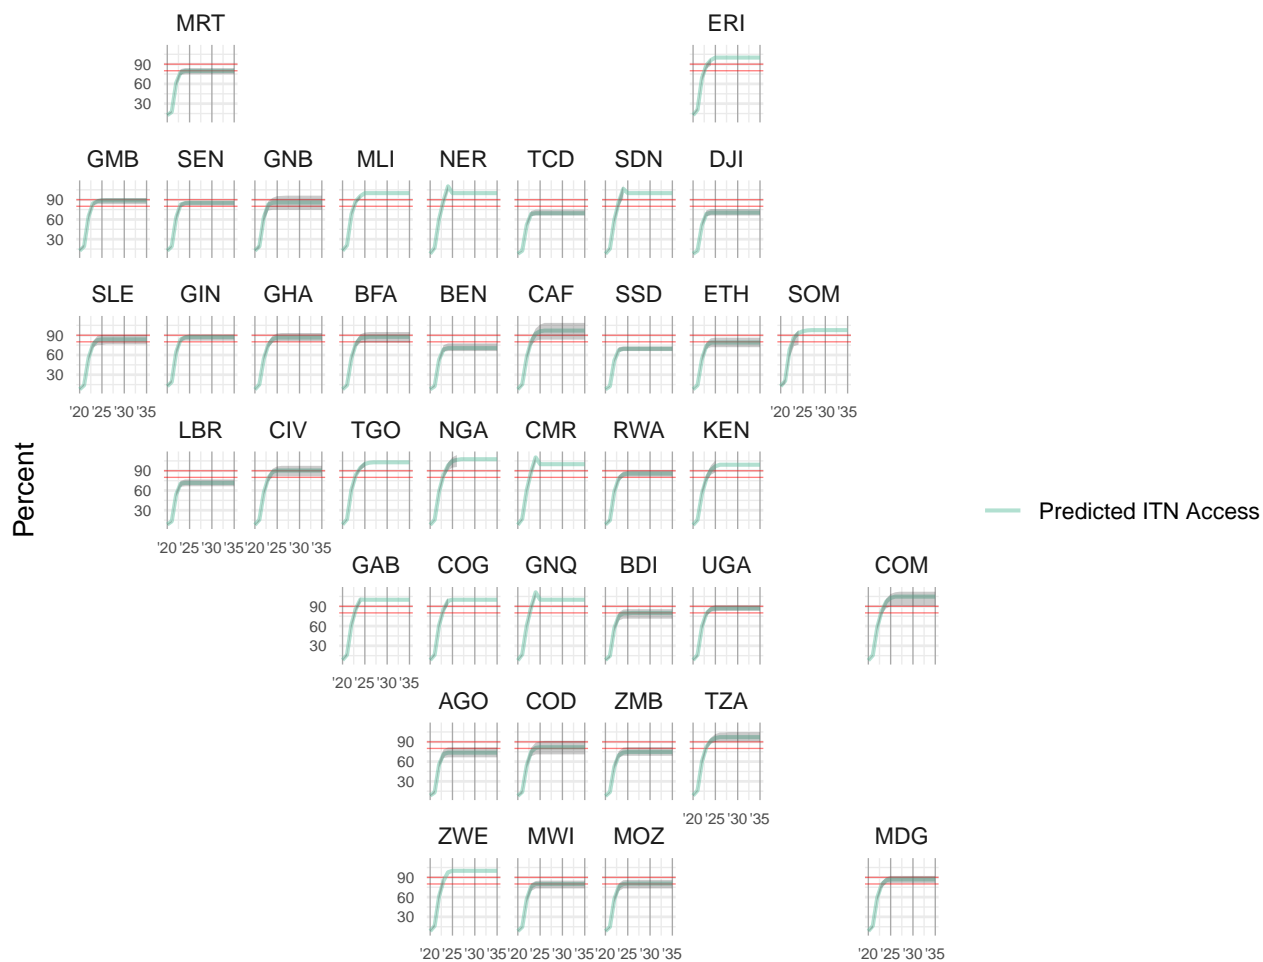 MRT ERI
90
60
30
GMB SEN GNB MLI NER TCD SDN DJI
90
60
30
SLE GIN GHA BFA BEN CAF SSD ETH SOM
90
60
30
'20 '25 '30 '35 '20 '25 '30 '35
LBR CIV TGO NGA CMR RWA KEN
90
60
30
'20 '25 '30 '35 '20 '25 '30 '35
Percent
Predicted ITN Access
GAB COG GNQ BDI UGA COM
90
60
30
'20 '25 '30 '35
AGO COD ZMB TZA
90
60
30
'20 '25 '30 '35
ZWE MWI MOZ MDG
90
60
30
'20 '25 '30 '35 '20 '25 '30 '35 '20 '25 '30 '35 '20 '25 '30 '35